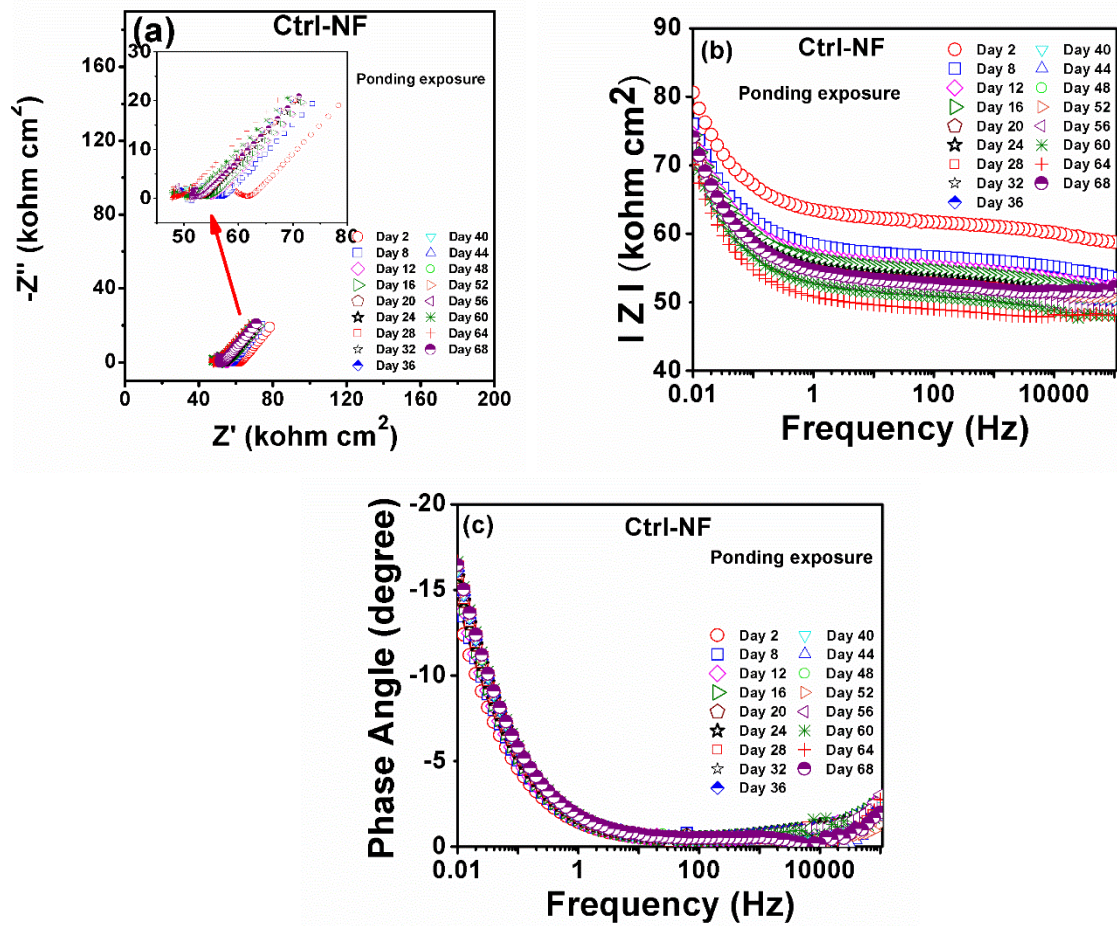 (a)
Ctrl-NF
Ponding exposure
30
20
10
0
50
60
70
80
160
120
80
40
0
-Z'' (kohm cm²)
Day 2
Day 8
Day 12
Day 16
Day 20
Day 24
Day 28
Day 32
Day 36
Day 40
Day 44
Day 48
Day 52
Day 56
Day 60
Day 64
Day 68
0 40 80 120 160 200
Z' (kohm cm²)
(b)
Ctrl-NF
Ponding exposure
90
80
70
60
50
40
I Z I (kohm cm²)
Day 2
Day 8
Day 12
Day 16
Day 20
Day 24
Day 28
Day 32
Day 36
Day 40
Day 44
Day 48
Day 52
Day 56
Day 60
Day 64
Day 68
0.01 0.1 1 10 100 1000 10000
Frequency (Hz)
(c)
Ctrl-NF
Ponding exposure
-20
-15
-10
-5
0
Phase Angle (degree)
Day 2
Day 8
Day 12
Day 16
Day 20
Day 24
Day 28
Day 32
Day 36
Day 40
Day 44
Day 48
Day 52
Day 56
Day 60
Day 64
Day 68
0.01 1 100 10000
Frequency (Hz)